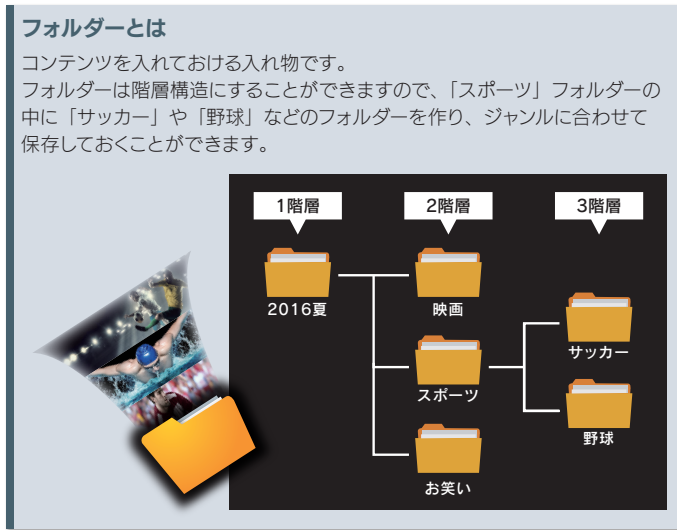 フォルダーとは
コンテンツを入れておける入れ物です。
フォルダーは階層構造にすることができますので、「スポーツ」フォルダーの
中に「サッカー」や「野球」などのフォルダーを作り、ジャンルに合わせて
保存しておくことができます。
1階層
2階層
3階層
2016夏
映画
サッカー
スポーツ
野球
お笑い